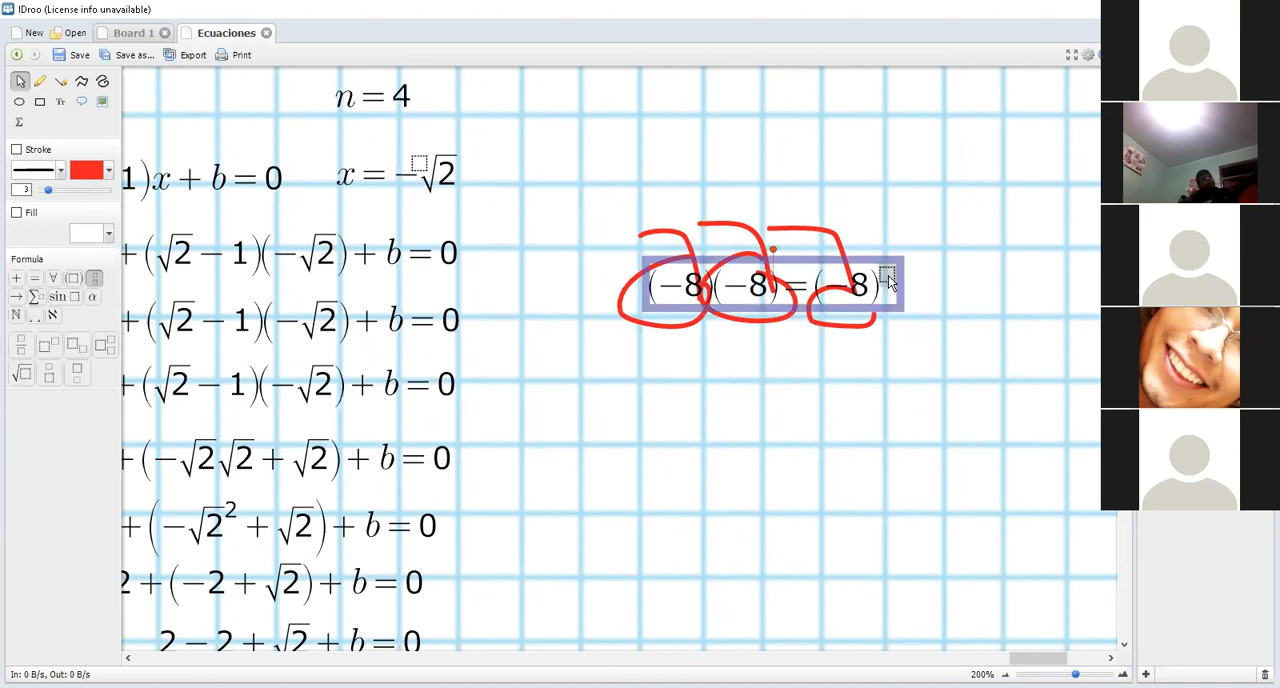 IDroo (License info unavailable)
New Open Board 1 Ecuaciones
Save Save as... Export Print
Tr
Σ
Stroke
3
Fill
Formula
+ = ∀ (□)
→ Σ sin α
ℕ ℵ
n = 4
1)x + b = 0 x = −√2
+ (√2 − 1)(−√2) + b = 0
(−8)(−8) = (−8)
+ (√2 − 1)(−√2) + b = 0
+ (√2 − 1)(−√2) + b = 0
+ (−√2√2 + √2) + b = 0
+ (−√2² + √2) + b = 0
2 + (−2 + √2) + b = 0
2 − 2 + √2 + b = 0
In: 0 B/s, Out: 0 B/s 200%